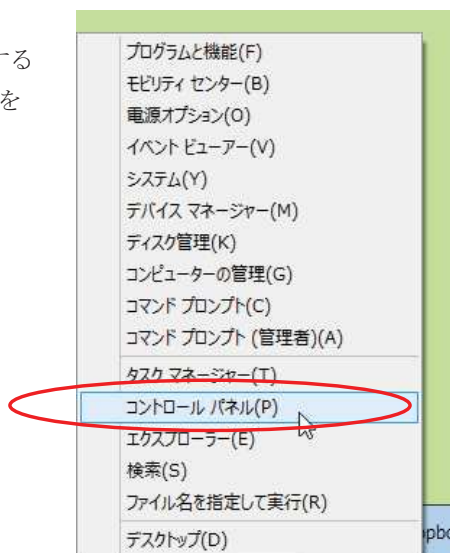 する
を
プログラムと機能(F)
モビリティ センター(B)
電源オプション(O)
イベント ビューアー(V)
システム(Y)
デバイス マネージャー(M)
ディスク管理(K)
コンピューターの管理(G)
コマンド プロンプト(C)
コマンド プロンプト (管理者)(A)
タスク マネージャー(T)
コントロール パネル(P)
エクスプローラー(E)
検索(S)
ファイル名を指定して実行(R)
デスクトップ(D)